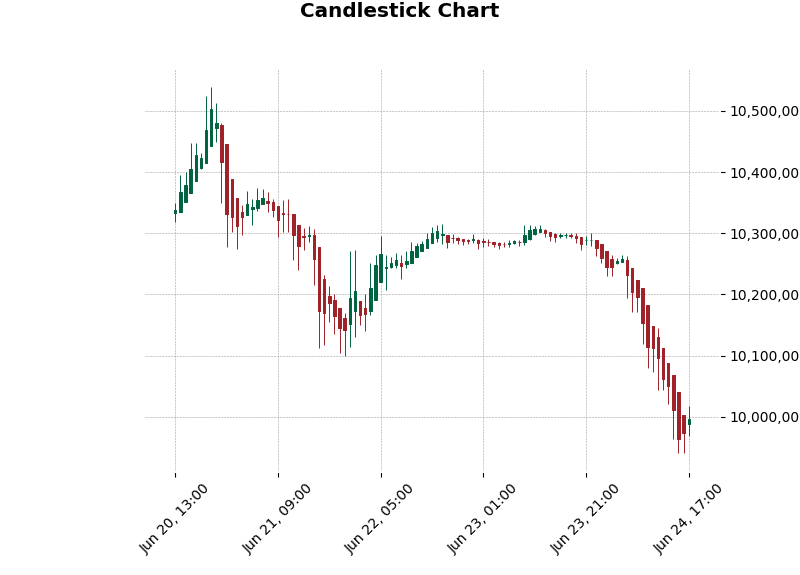 Candlestick Chart
10,500,00
10,400,00
10,300,00
10,200,00
10,100,00
10,000,00
Jun 20, 13:00
Jun 21, 09:00
Jun 22, 05:00
Jun 23, 01:00
Jun 23, 21:00
Jun 24, 17:00